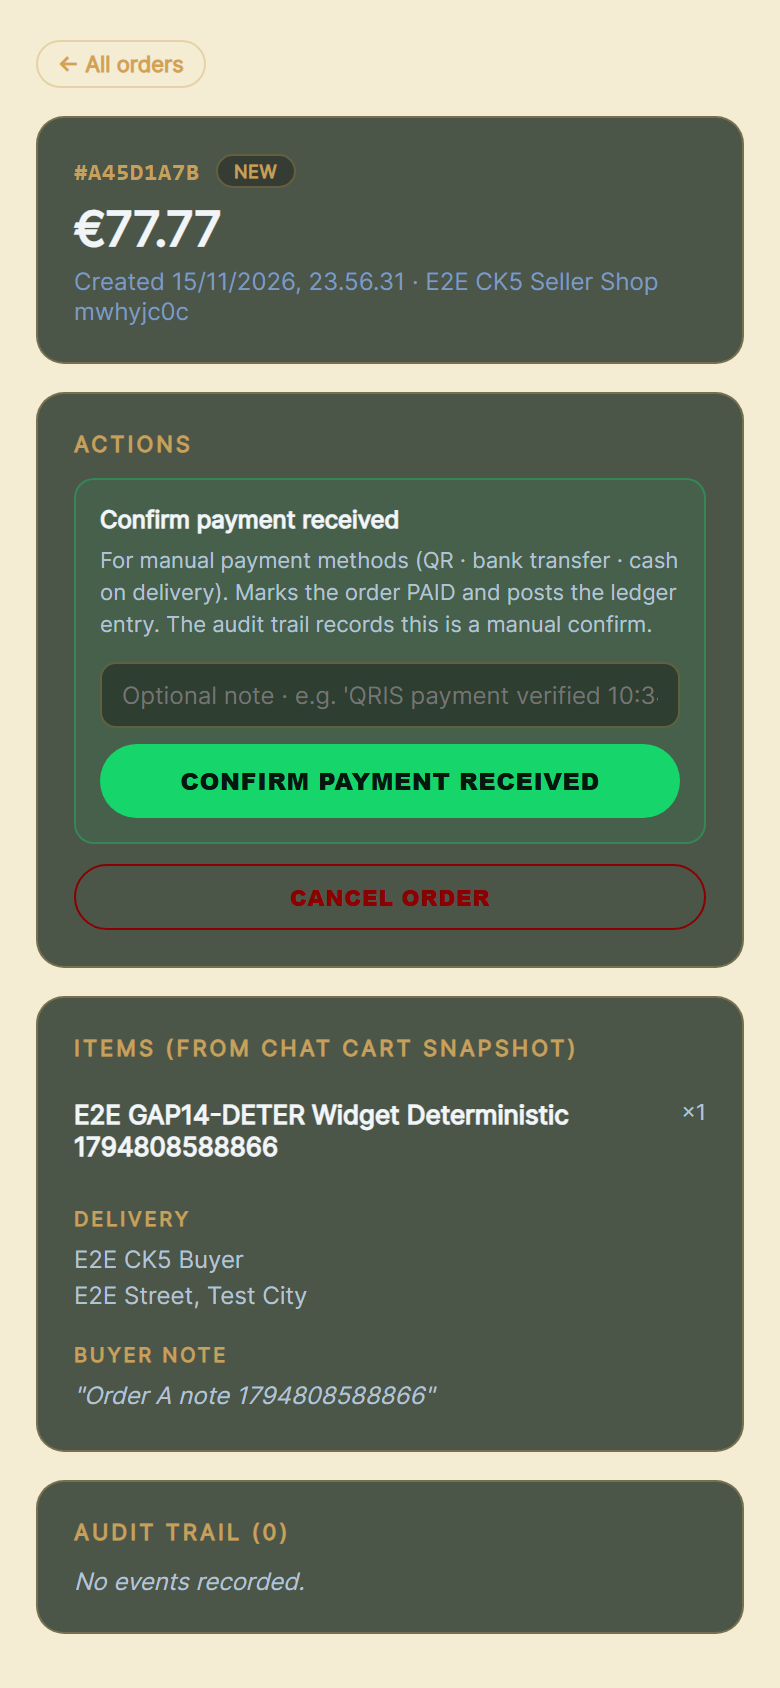 ← All orders
#A45D1A7B NEW
€77.77
Created 15/11/2026, 23.56.31 · E2E CK5 Seller Shop
mwhyjc0c
ACTIONS
Confirm payment received
For manual payment methods (QR · bank transfer · cash
on delivery). Marks the order PAID and posts the ledger
entry. The audit trail records this is a manual confirm.
Optional note · e.g. 'QRIS payment verified 10:3
CONFIRM PAYMENT RECEIVED
CANCEL ORDER
ITEMS (FROM CHAT CART SNAPSHOT)
E2E GAP14-DETER Widget Deterministic ×1
1794808588866
DELIVERY
E2E CK5 Buyer
E2E Street, Test City
BUYER NOTE
"Order A note 1794808588866"
AUDIT TRAIL (0)
No events recorded.